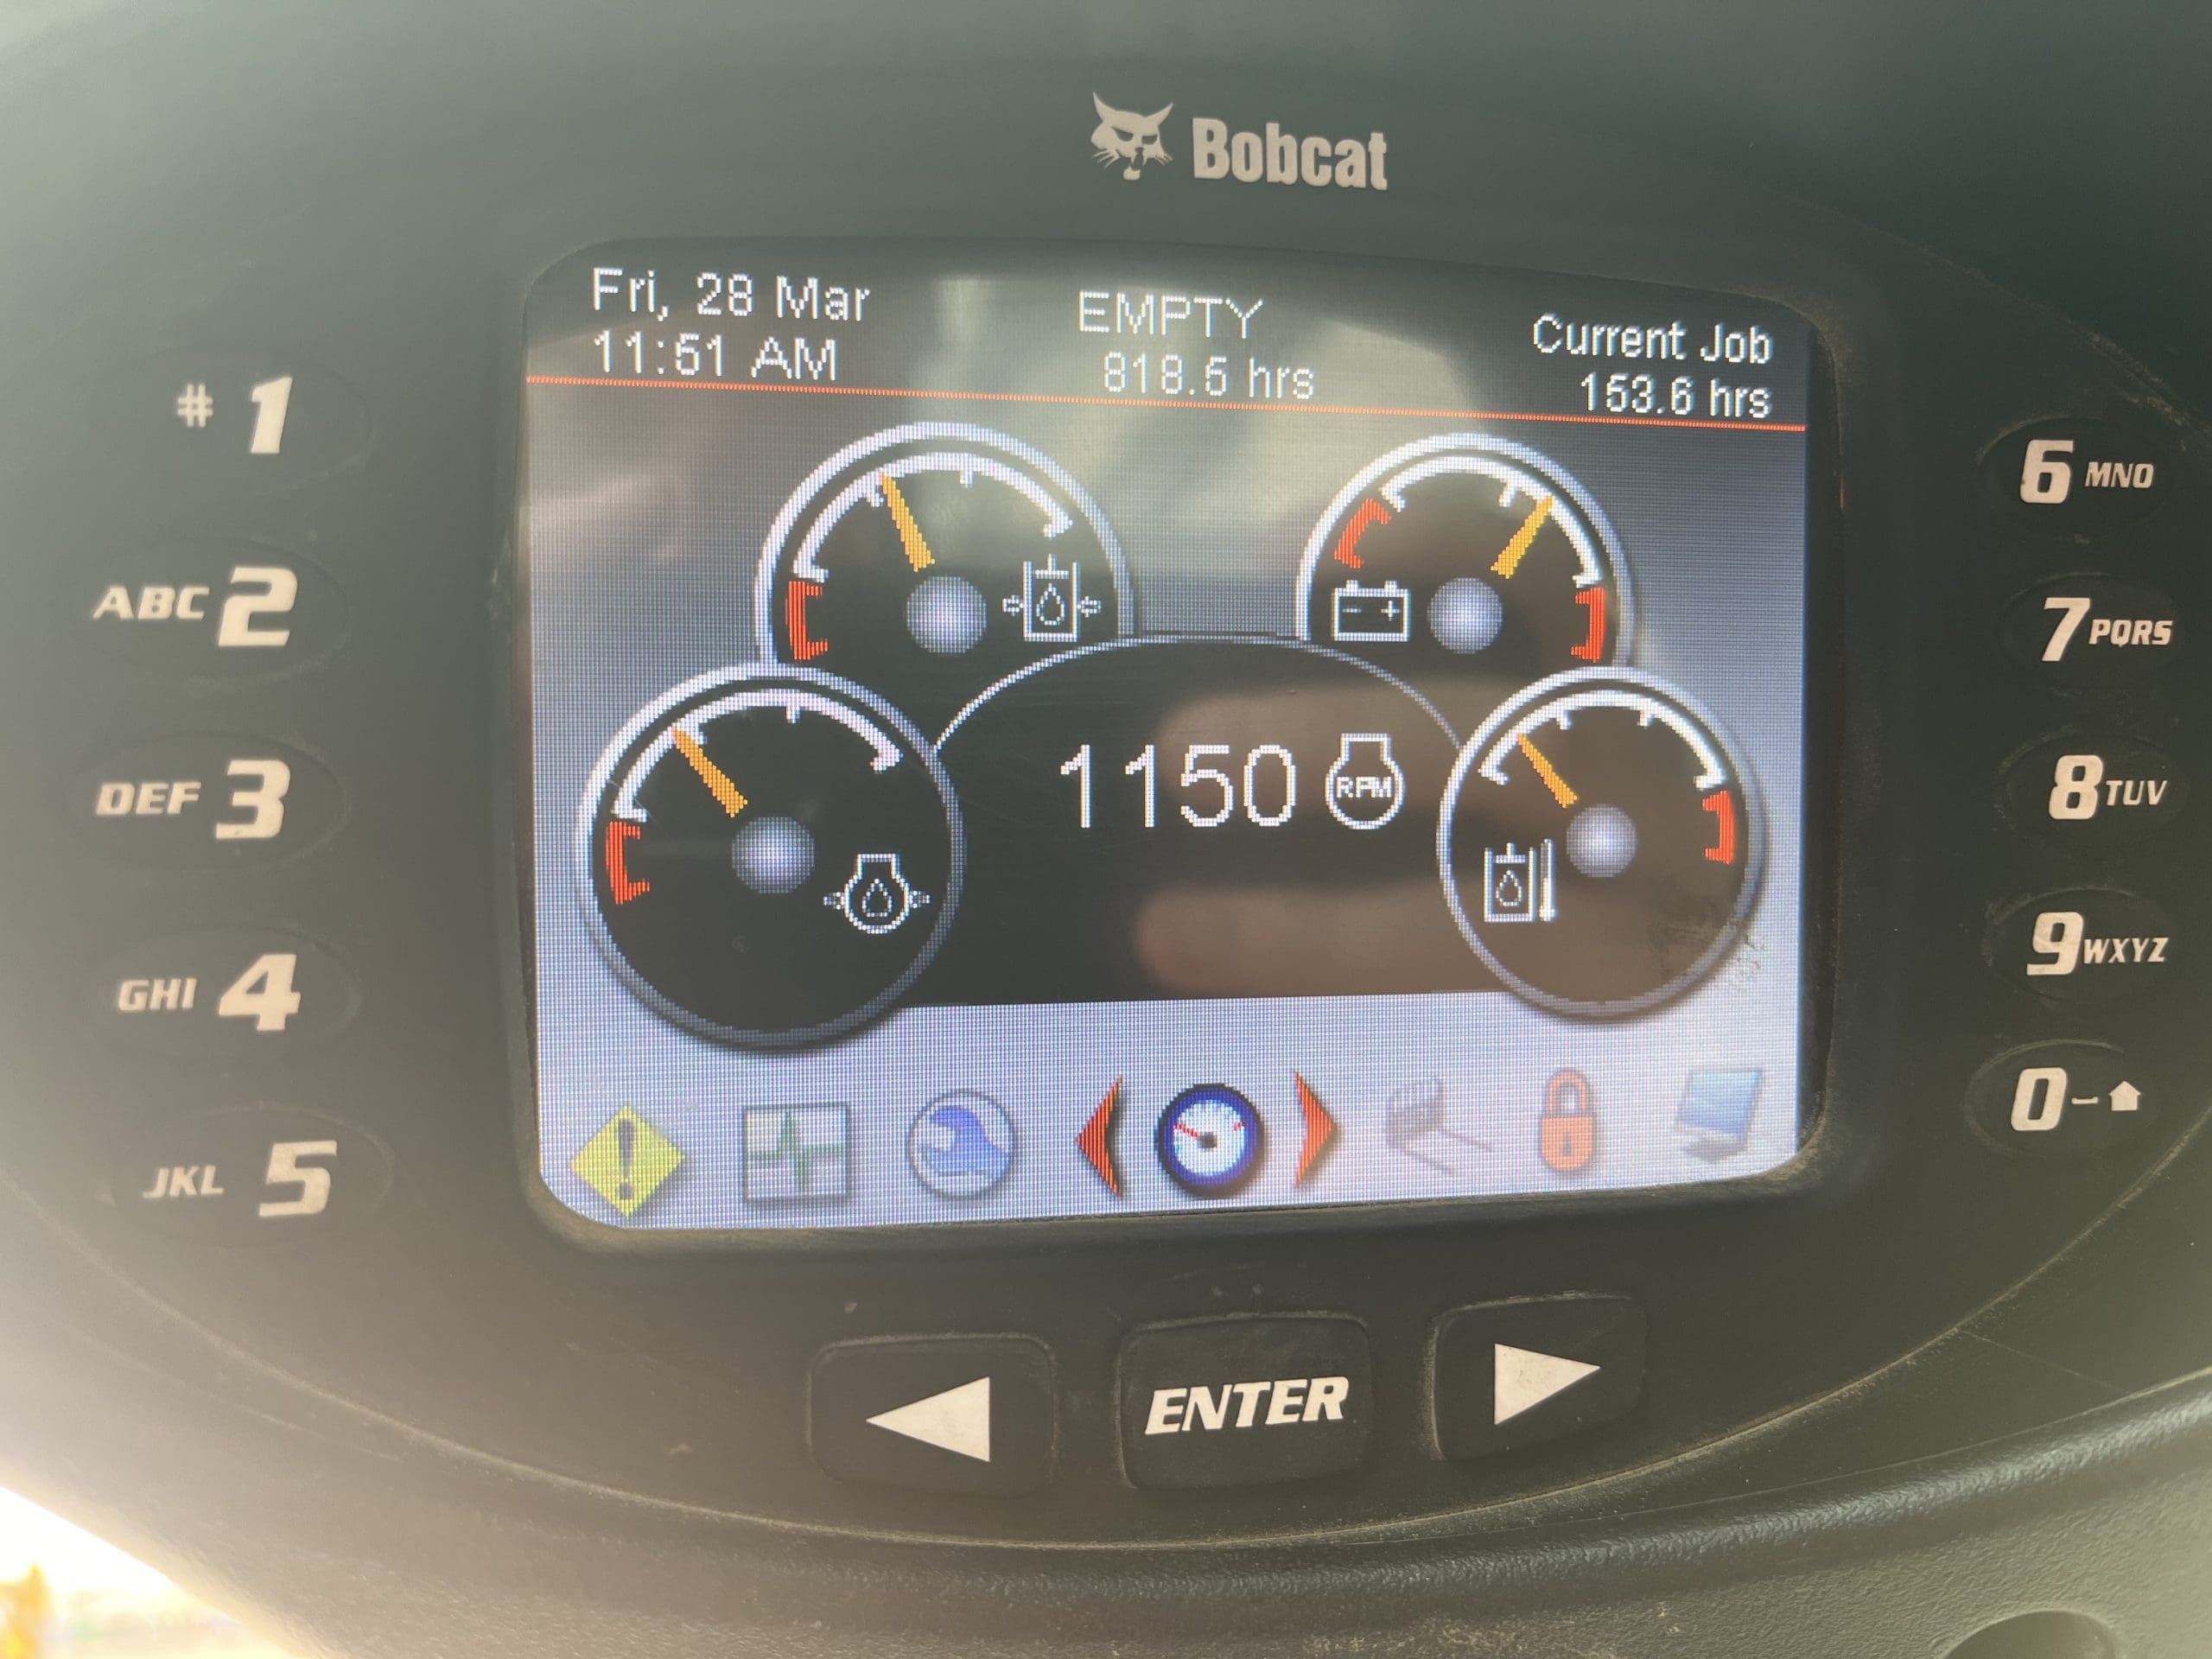 Bobcat
Fri, 28 Mar
11:51 AM
EMPTY
818.5 hrs
Current Job
153.6 hrs
1150 RPM
- +
# 1
ABC 2
DEF 3
GHI 4
JKL 5
6 MNO
7 PQRS
8 TUV
9 WXYZ
0 -
ENTER